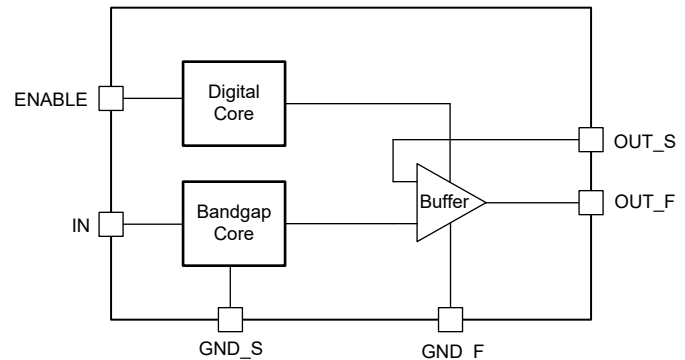 ENABLE
Digital
Core
OUT_S
IN
Bandgap
Core
Buffer
OUT_F
GND_S
GND_F